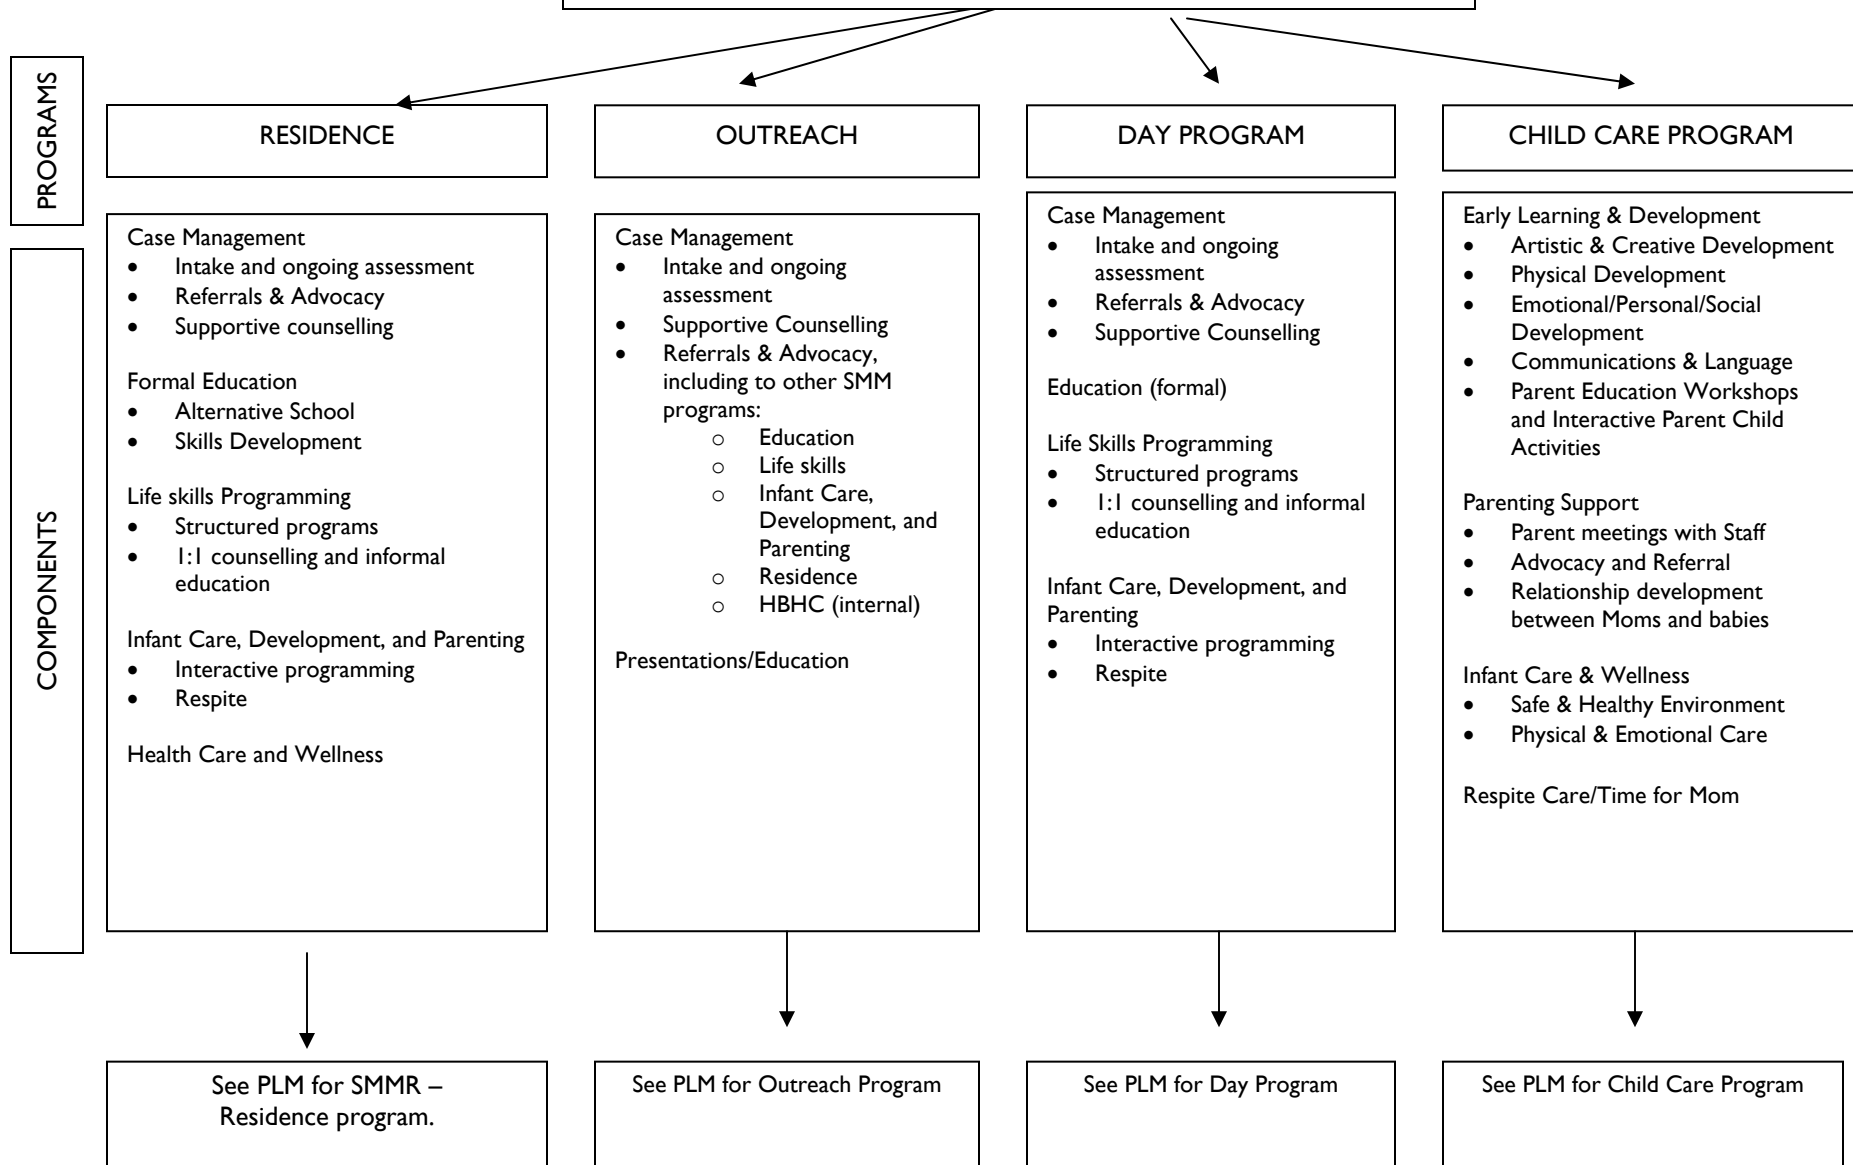 PROGRAMS
RESIDENCE
OUTREACH
DAY PROGRAM
CHILD CARE PROGRAM
COMPONENTS
Case Management
• Intake and ongoing assessment
• Referrals & Advocacy
• Supportive counselling
Formal Education
• Alternative School
• Skills Development
Life skills Programming
• Structured programs
• 1:1 counselling and informal
education
Infant Care, Development, and Parenting
• Interactive programming
• Respite
Health Care and Wellness
Case Management
• Intake and ongoing
assessment
• Supportive Counselling
• Referrals & Advocacy,
including to other SMM
programs:
o Education
o Life skills
o Infant Care,
Development, and
Parenting
o Residence
o HBHC (internal)
Presentations/Education
Case Management
• Intake and ongoing
assessment
• Referrals & Advocacy
• Supportive Counselling
Education (formal)
Life Skills Programming
• Structured programs
• 1:1 counselling and informal
education
Infant Care, Development, and
Parenting
• Interactive programming
• Respite
Early Learning & Development
• Artistic & Creative Development
• Physical Development
• Emotional/Personal/Social
Development
• Communications & Language
• Parent Education Workshops
and Interactive Parent Child
Activities
Parenting Support
• Parent meetings with Staff
• Advocacy and Referral
• Relationship development
between Moms and babies
Infant Care & Wellness
• Safe & Healthy Environment
• Physical & Emotional Care
Respite Care/Time for Mom
See PLM for SMMR –
Residence program.
See PLM for Outreach Program
See PLM for Day Program
See PLM for Child Care Program